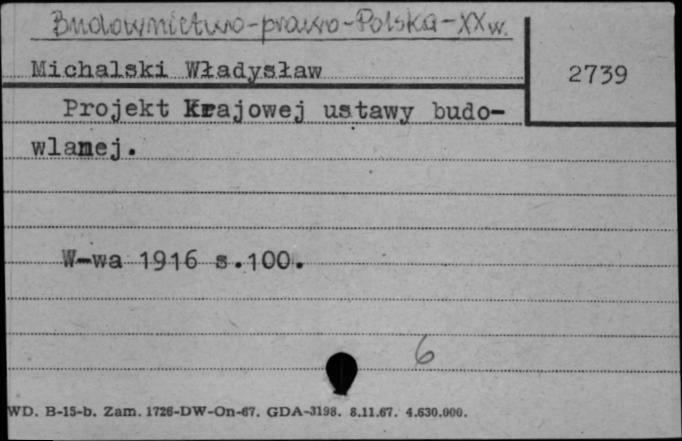 Budownictwo-prawo-Polska-XXw.
Michalski Władysław
2739
Projekt Krajowej ustawy budo-
wlanej.
W-wa 1916 s.100.
6
WD. B-15-b. Zam. 1726-DW-On-67. GDA-3198. 8.11.67. 4.630.000.